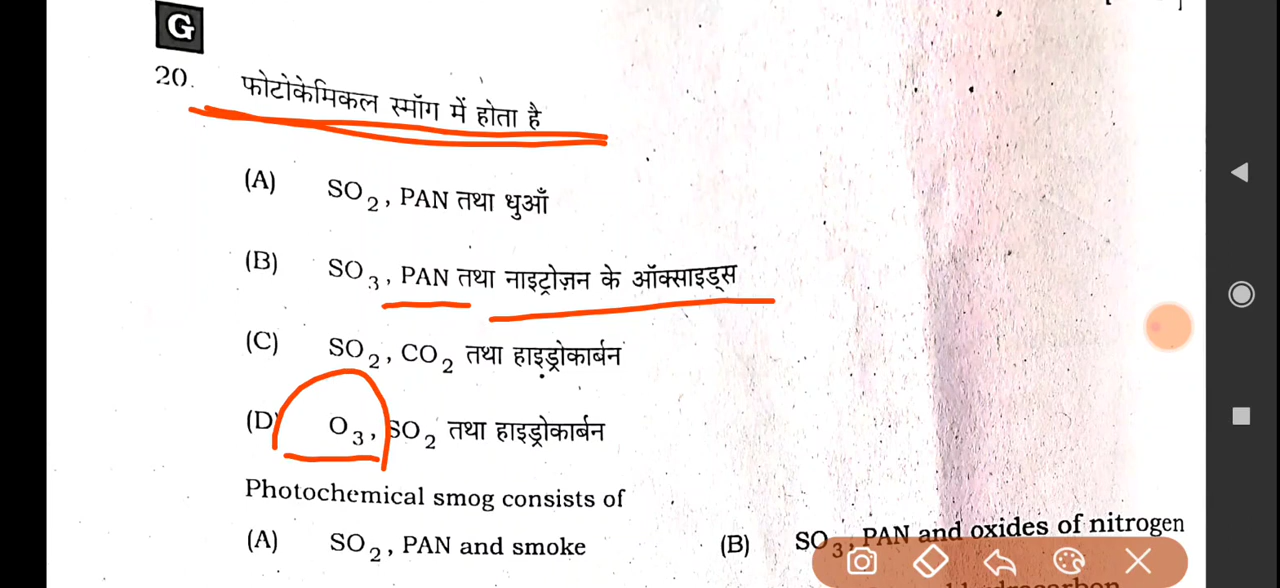 G
20. फोटोकेमिकल स्मॉग में होता है
(A) SO2, PAN तथा धुआँ
(B) SO3, PAN तथा नाइट्रोज़न के ऑक्साइड्स
(C) SO2, CO2 तथा हाइड्रोकार्बन
(D) O3, SO2 तथा हाइड्रोकार्बन
Photochemical smog consists of
(A) SO2, PAN and smoke (B) SO3, PAN and oxides of nitrogen